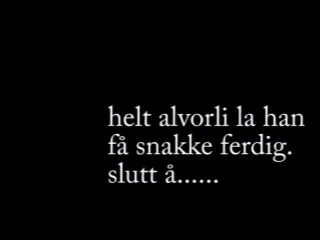 helt alvorli la han
få snakke ferdig.
slutt å......